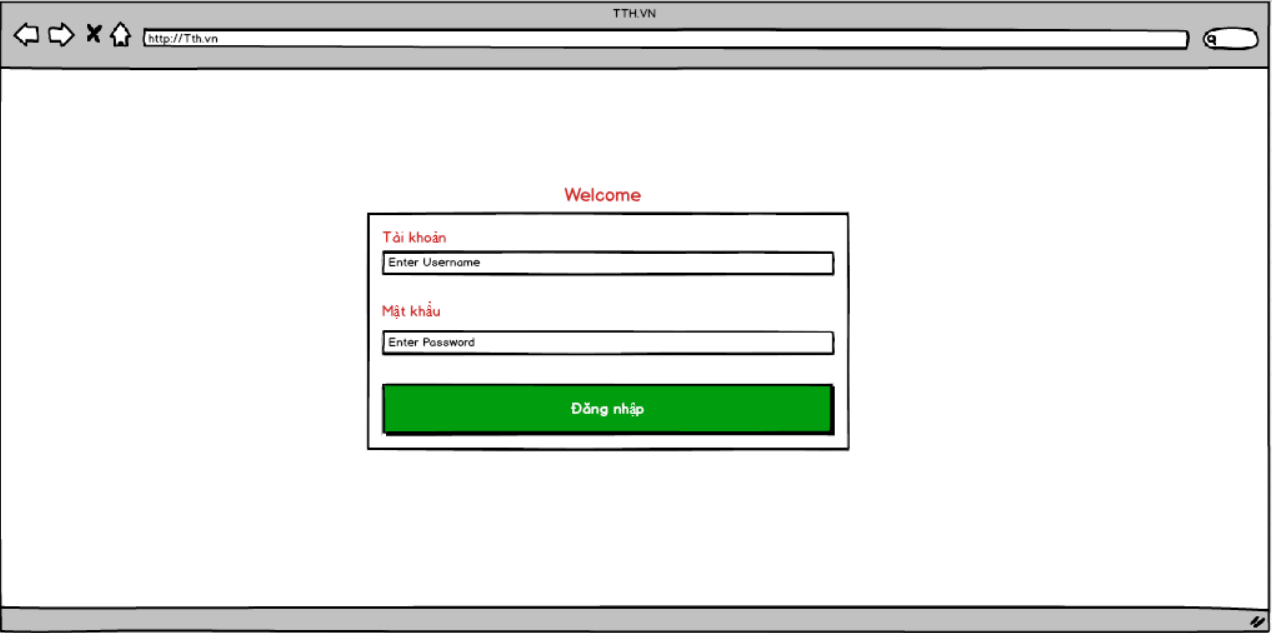 TTH.VN
http://Tth.vn
Welcome
Tài khoản
Enter Username
Mật khẩu
Enter Password
Đăng nhập